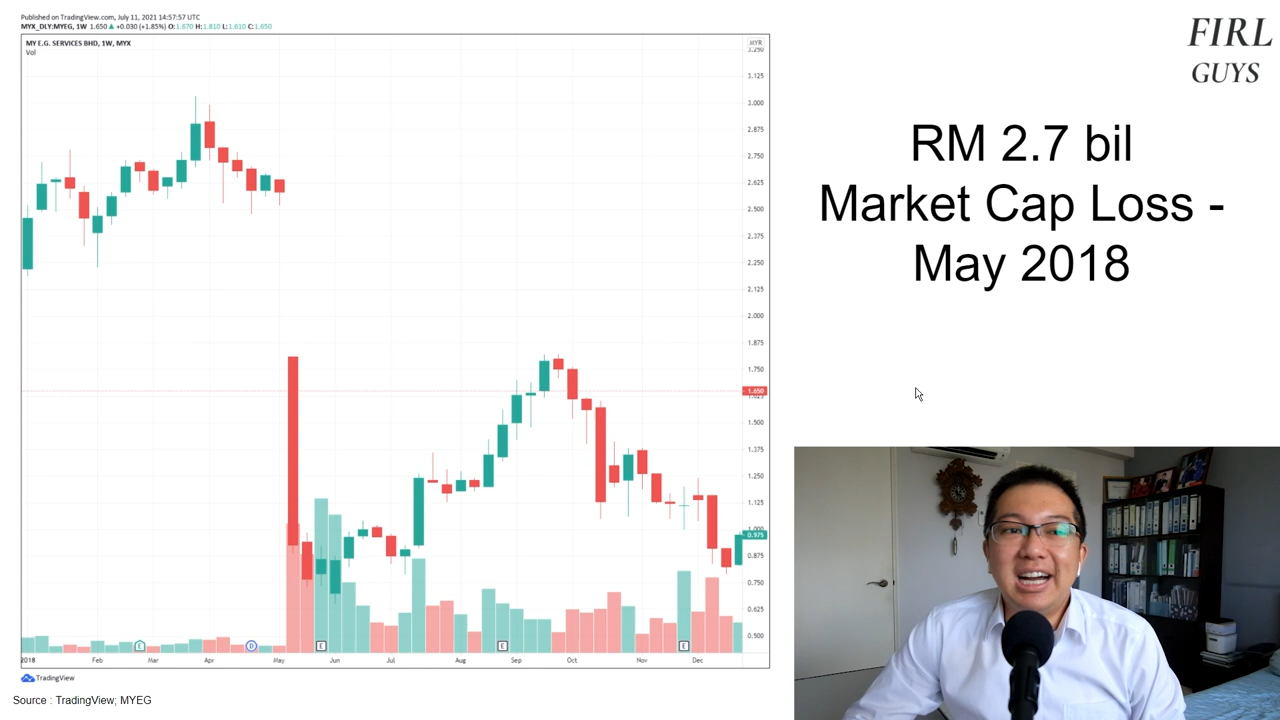 Published on TradingView.com, July 11, 2021 14:57:57 UTC
MYX_DLY:MYEG, 1W 1.650 ▲ +0.030 (+1.85%) O:1.670 H:1.810 L:1.610 C:1.650
MY E.G. SERVICES BHD, 1W, MYX
Vol
MYR
3.250
3.125
3.000
2.875
2.750
2.625
2.500
2.375
2.250
2.125
2.000
1.875
1.750
1.650
1.625
1.500
1.375
1.250
1.125
1.000
0.975
0.875
0.750
0.625
0.500
E
D
E
E
E
2018 Feb Mar Apr May Jun Jul Aug Sep Oct Nov Dec
TradingView
Source : TradingView; MYEG
FIRL
GUYS
RM 2.7 bil
Market Cap Loss -
May 2018